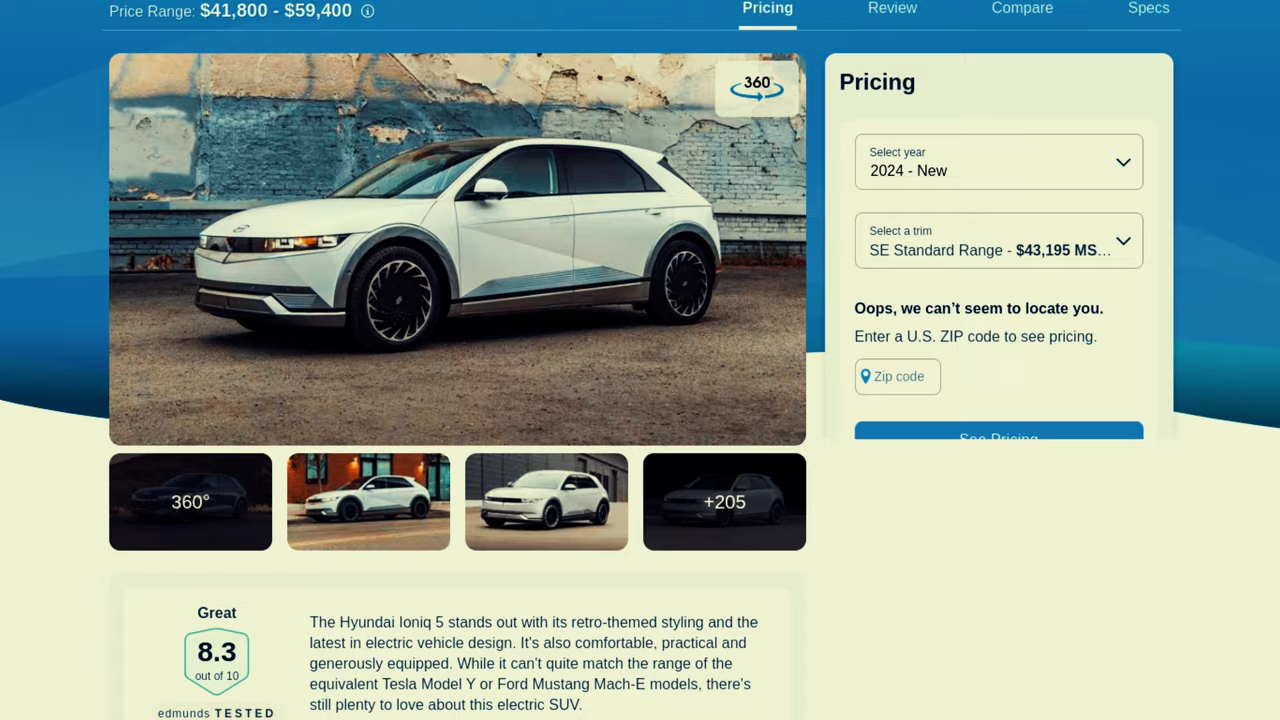 Price Range: $41,800 - $59,400
Pricing
Review
Compare
Specs
360°
Pricing
Select year
2024 - New
Select a trim
SE Standard Range - $43,195 MS...
Oops, we can’t seem to locate you.
Enter a U.S. ZIP code to see pricing.
Zip code
See Pricing
360°
+205
Great
8.3
out of 10
edmunds TESTED
The Hyundai Ioniq 5 stands out with its retro-themed styling and the
latest in electric vehicle design. It's also comfortable, practical and
generously equipped. While it can't quite match the range of the
equivalent Tesla Model Y or Ford Mustang Mach-E models, there's
still plenty to love about this electric SUV.